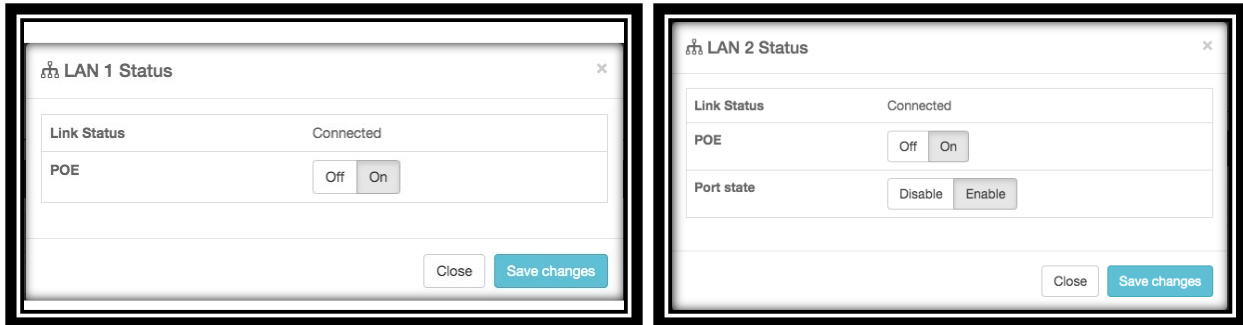 LAN 1 Status
×
Link Status Connected
POE Off On
Close Save changes
LAN 2 Status
×
Link Status Connected
POE Off On
Port state Disable Enable
Close Save changes